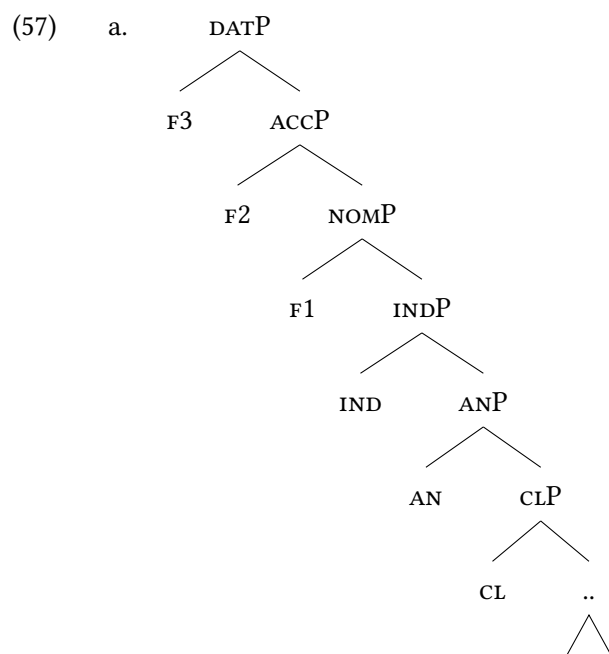 (57) a. DATP
F3 ACCP
F2 NOMP
F1 INDP
IND ANP
AN CLP
CL ..